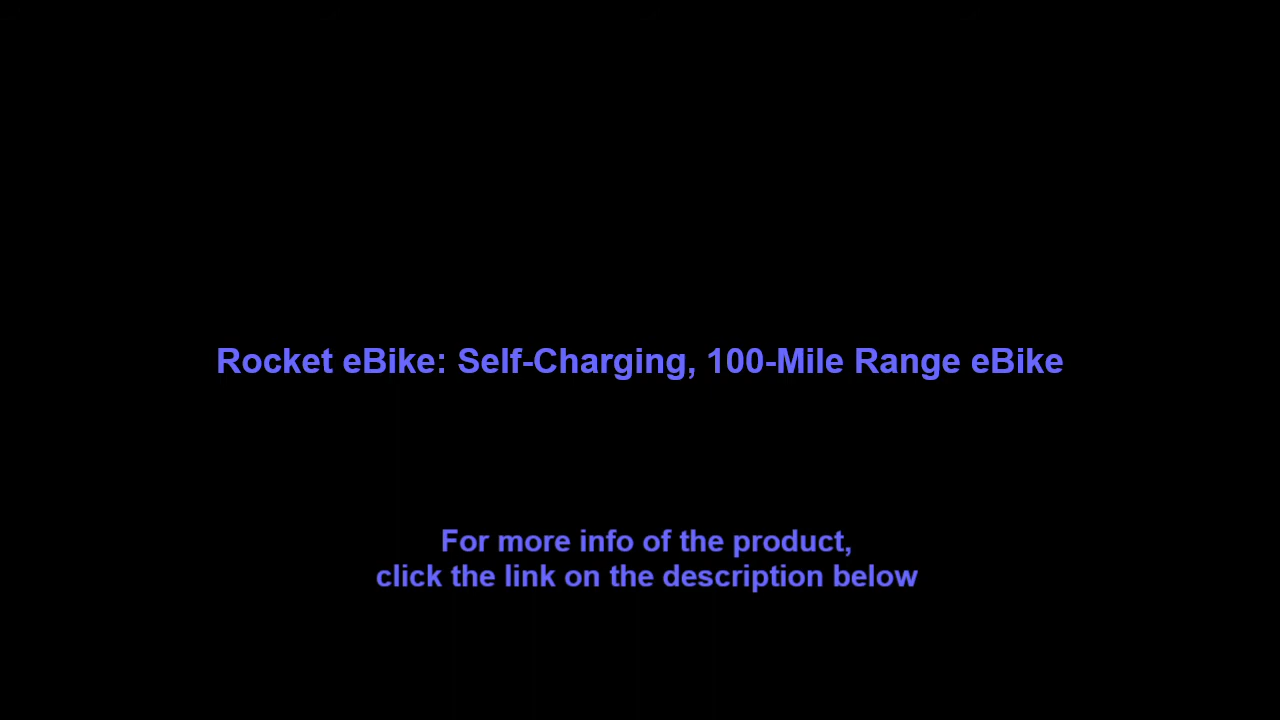 Rocket eBike: Self-Charging, 100-Mile Range eBike
For more info of the product,
click the link on the description below